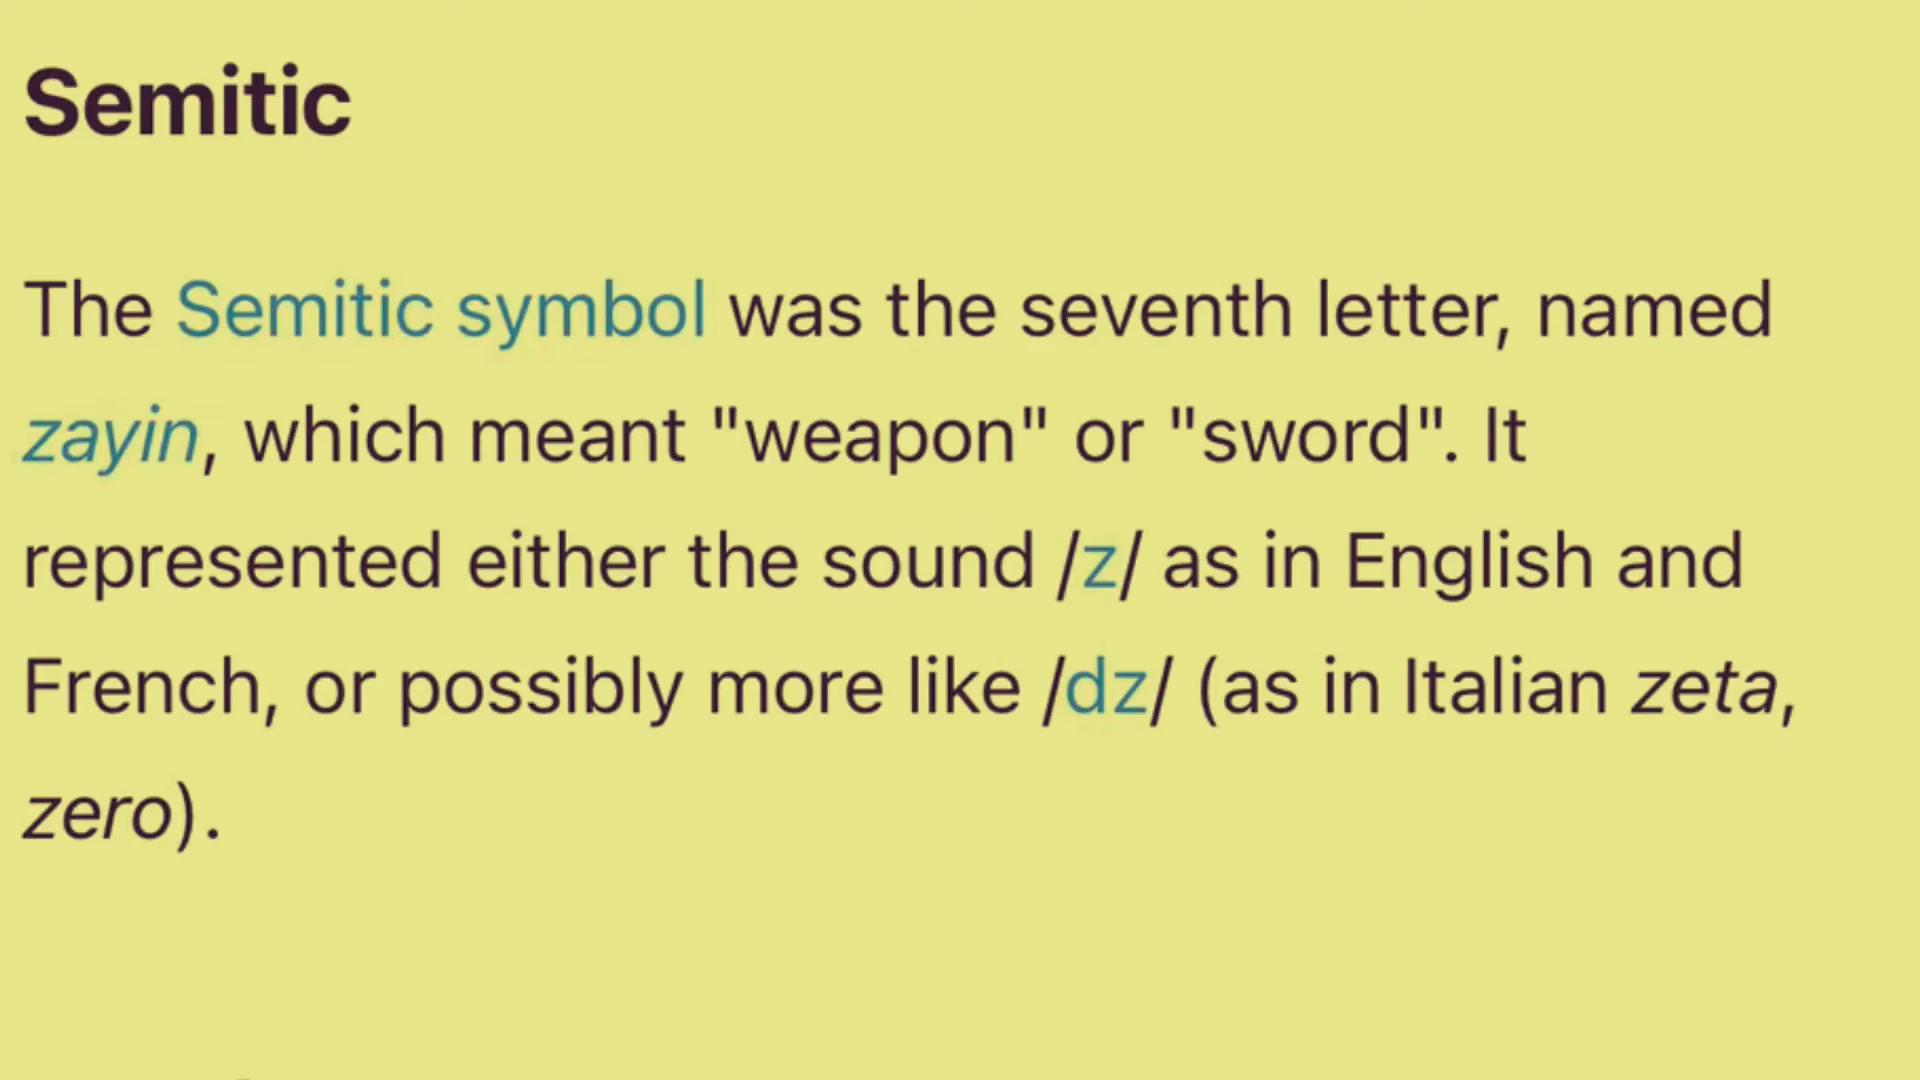 Semitic
The Semitic symbol was the seventh letter, named
zayin, which meant "weapon" or "sword". It
represented either the sound /z/ as in English and
French, or possibly more like /dz/ (as in Italian zeta,
zero).